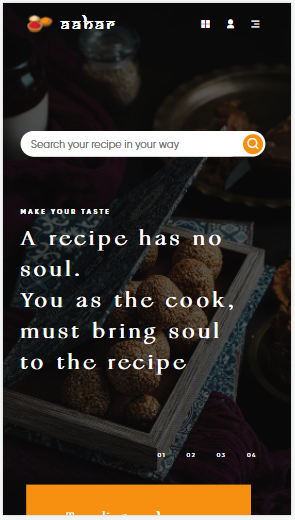 aahar
Search your recipe in your way
MAKE YOUR TASTE
A recipe has no
soul.
You as the cook,
must bring soul
to the recipe
01 02 03 04